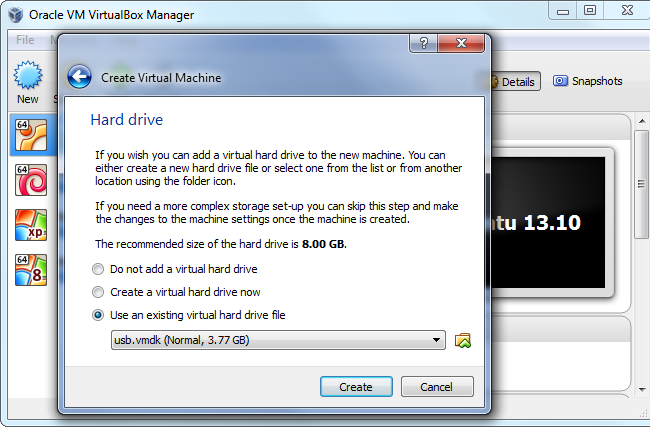 Oracle VM VirtualBox Manager
File
?
Create Virtual Machine
New
Details
Snapshots
Hard drive
If you wish you can add a virtual hard drive to the new machine. You can
either create a new hard drive file or select one from the list or from another
location using the folder icon.
If you need a more complex storage set-up you can skip this step and make
the changes to the machine settings once the machine is created.
The recommended size of the hard drive is 8.00 GB.
Do not add a virtual hard drive
Create a virtual hard drive now
Use an existing virtual hard drive file
usb.vmdk (Normal, 3.77 GB)
Create
Cancel
64
64
xp
64
8
ntu 13.10